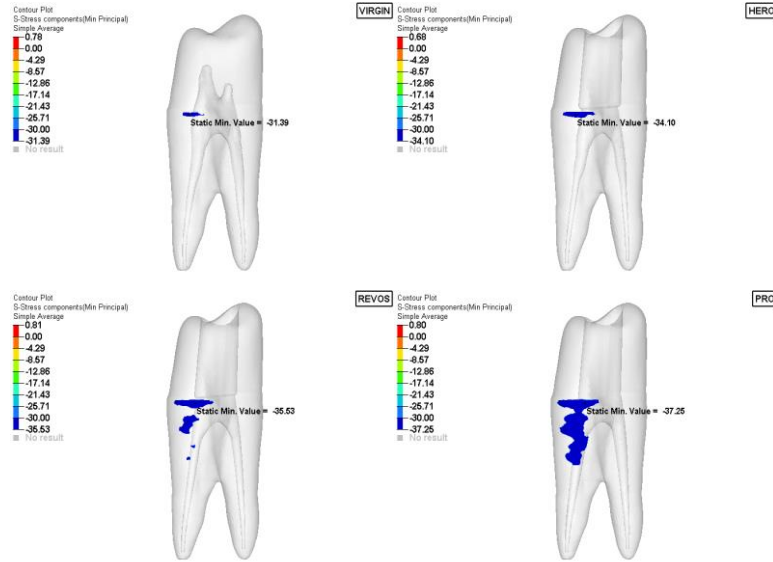 Contour Plot
S-Stress components(Min Principal)
Simple Average
0.78
0.00
-4.29
-8.57
-12.86
-17.14
-21.43
-25.71
-30.00
-31.39
No result
VIRGIN
Static Min. Value = -31.39
Contour Plot
S-Stress components(Min Principal)
Simple Average
0.68
0.00
-4.29
-8.57
-12.86
-17.14
-21.43
-25.71
-30.00
-34.10
No result
HERO
Static Min. Value = -34.10
Contour Plot
S-Stress components(Min Principal)
Simple Average
0.81
0.00
-4.29
-8.57
-12.86
-17.14
-21.43
-25.71
-30.00
-35.53
No result
REVOS
Static Min. Value = -35.53
Contour Plot
S-Stress components(Min Principal)
Simple Average
0.80
0.00
-4.29
-8.57
-12.86
-17.14
-21.43
-25.71
-30.00
-37.25
No result
PRO
Static Min. Value = -37.25